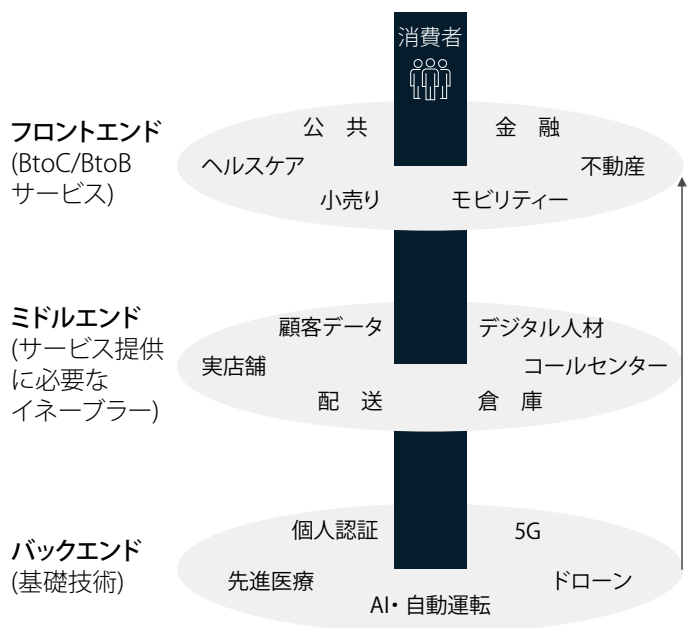 消費者
フロントエンド
(BtoC/BtoB
サービス)
公 共
金 融
ヘルスケア
不動産
小売り
モビリティー
ミドルエンド
(サービス提供
に必要な
イネーブラー)
顧客データ
デジタル人材
実店舗
コールセンター
配 送
倉 庫
バックエンド
(基礎技術)
個人認証
5G
先進医療
ドローン
AI・自動運転